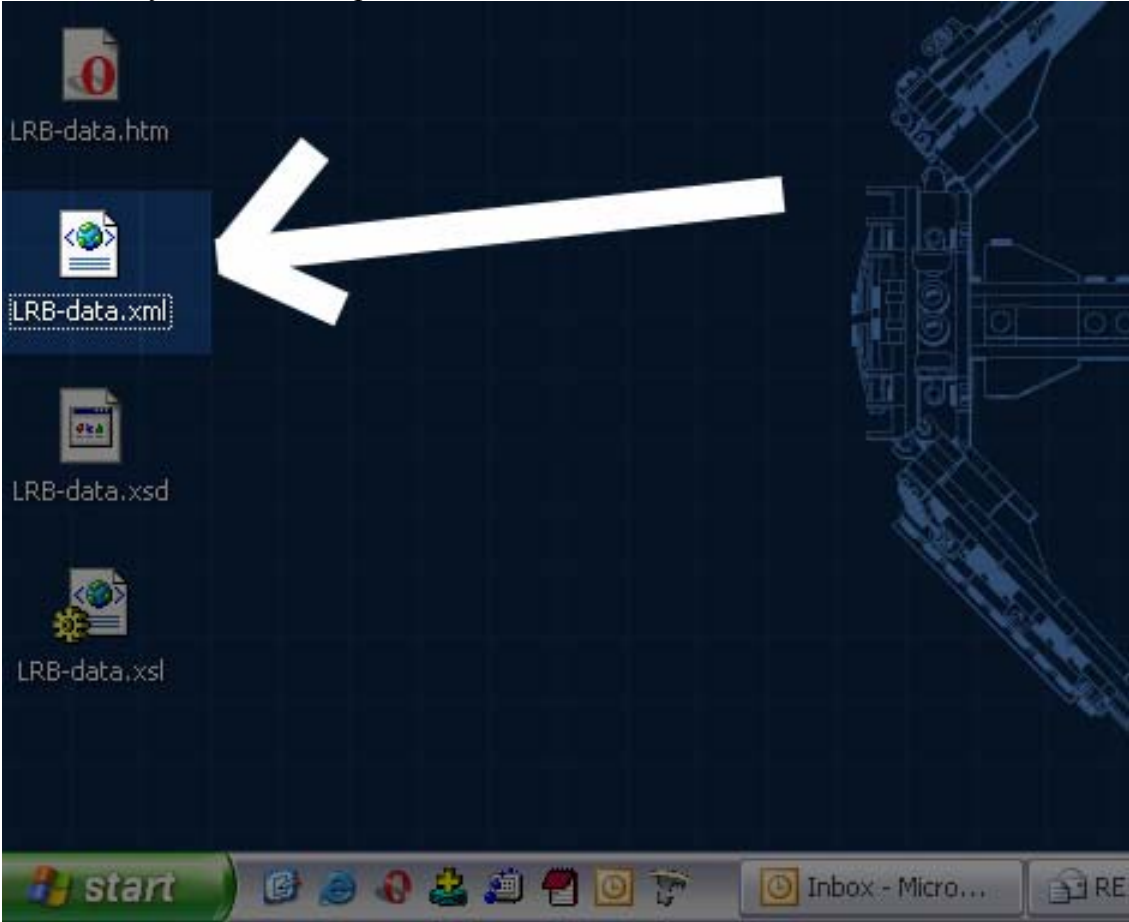 LRB-data.htm
LRB-data.xml
LRB-data.xsd
LRB-data.xsl
start
Inbox - Micro...
RE